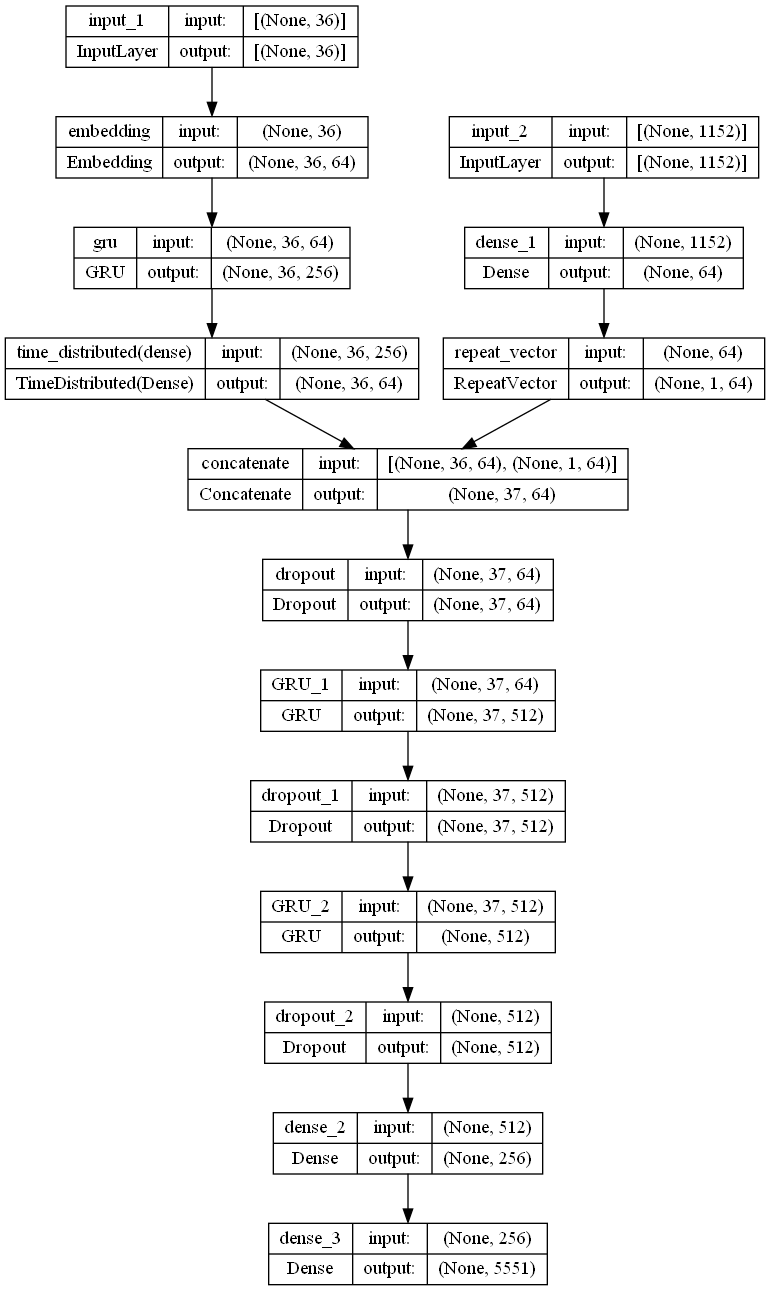 input_1 input: [(None, 36)]
InputLayer output: [(None, 36)]
embedding input: (None, 36)
Embedding output: (None, 36, 64)
input_2 input: [(None, 1152)]
InputLayer output: [(None, 1152)]
gru input: (None, 36, 64)
GRU output: (None, 36, 256)
dense_1 input: (None, 1152)
Dense output: (None, 64)
time_distributed(dense) input: (None, 36, 256)
TimeDistributed(Dense) output: (None, 36, 64)
repeat_vector input: (None, 64)
RepeatVector output: (None, 1, 64)
concatenate input: [(None, 36, 64), (None, 1, 64)]
Concatenate output: (None, 37, 64)
dropout input: (None, 37, 64)
Dropout output: (None, 37, 64)
GRU_1 input: (None, 37, 64)
GRU output: (None, 37, 512)
dropout_1 input: (None, 37, 512)
Dropout output: (None, 37, 512)
GRU_2 input: (None, 37, 512)
GRU output: (None, 512)
dropout_2 input: (None, 512)
Dropout output: (None, 512)
dense_2 input: (None, 512)
Dense output: (None, 256)
dense_3 input: (None, 256)
Dense output: (None, 5551)